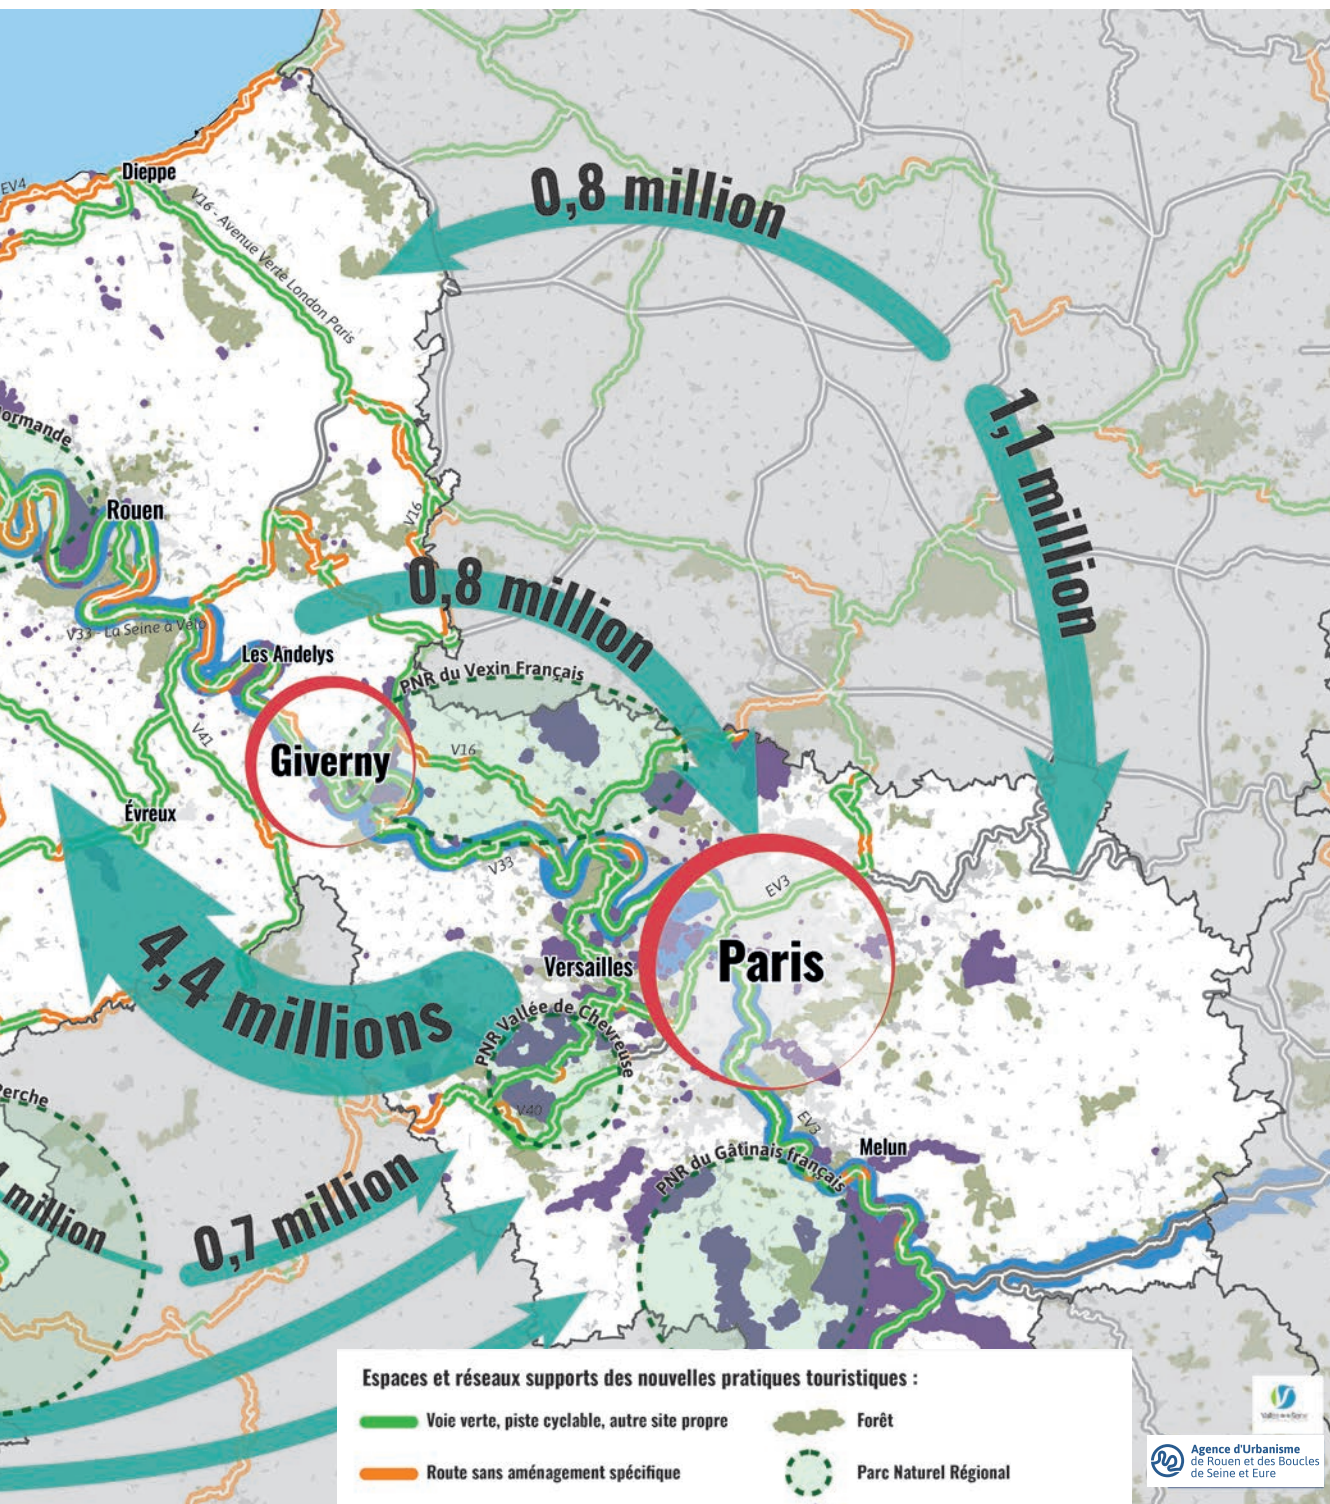 Dieppe
EV4
V16 - Avenue Verte London Paris
0,8 million
1,1 million
ormande
Rouen
V16
0,8 million
V33 - La Seine à Vélo
Les Andelys
PNR du Vexin Français
V41
Giverny
V16
Évreux
V33
EV3
Paris
Versailles
4,4 millions
PNR Vallée de Chevreuse
V40
EV3
Melun
PNR du Gâtinais français
erche
million
0,7 million
Espaces et réseaux supports des nouvelles pratiques touristiques :
Voie verte, piste cyclable, autre site propre
Forêt
Route sans aménagement spécifique
Parc Naturel Régional
Agence d'Urbanisme
de Rouen et des Boucles
de Seine et Eure